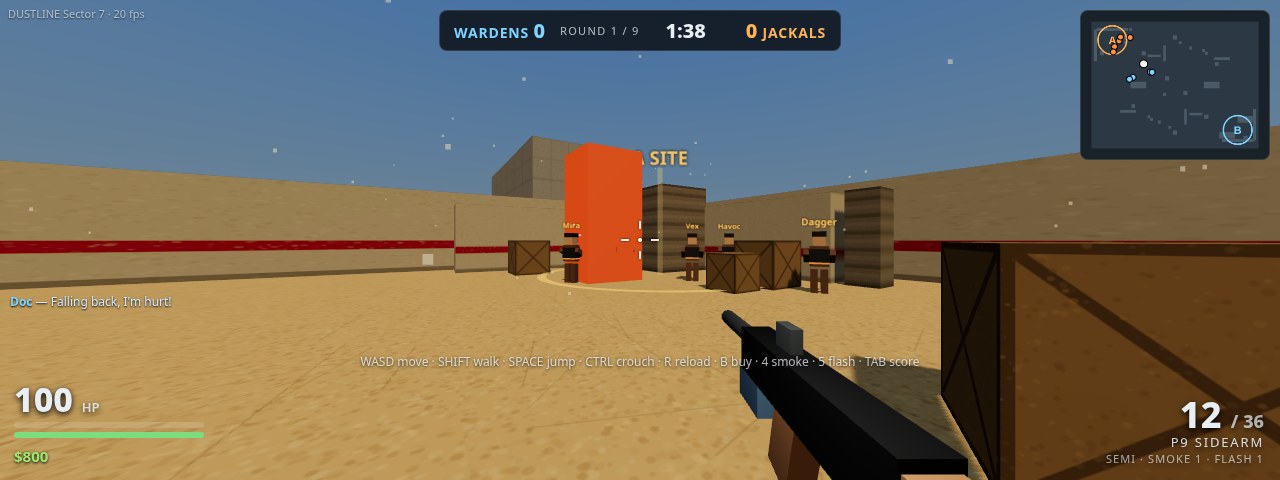 DUSTLINE Sector 7 · 20 fps
WARDENS 0 ROUND 1 / 9 1:38 0 JACKALS
A
B
A SITE
Mira
Vex
Havoc
Dagger
Doc — Falling back, I'm hurt!
WASD move · SHIFT walk · SPACE jump · CTRL crouch · R reload · B buy · 4 smoke · 5 flash · TAB score
100 HP
$800
12 / 36
P9 SIDEARM
SEMI · SMOKE 1 · FLASH 1